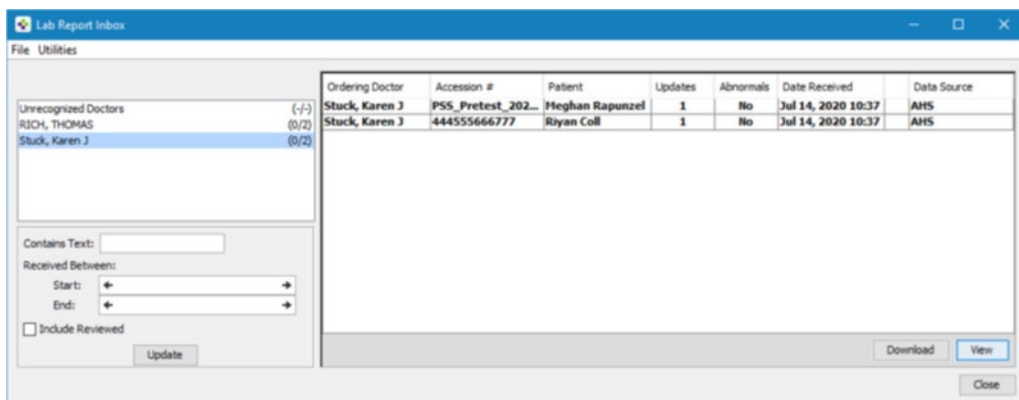 Lab Report Inbox
File Utilities
Ordering Doctor Accession # Patient Updates Abnormals Date Received Data Source
Stuck, Karen J PSS_Pretest_202... Meghan Rapunzel 1 No Jul 14, 2020 10:37 AHS
Stuck, Karen J 444555666777 Riyan Coll 1 No Jul 14, 2020 10:37 AHS
Unrecognized Doctors (-/-)
RICH, THOMAS (0/2)
Stuck, Karen J (0/2)
Contains Text:
Received Between:
Start:
End:
Include Reviewed
Update
Download View
Close